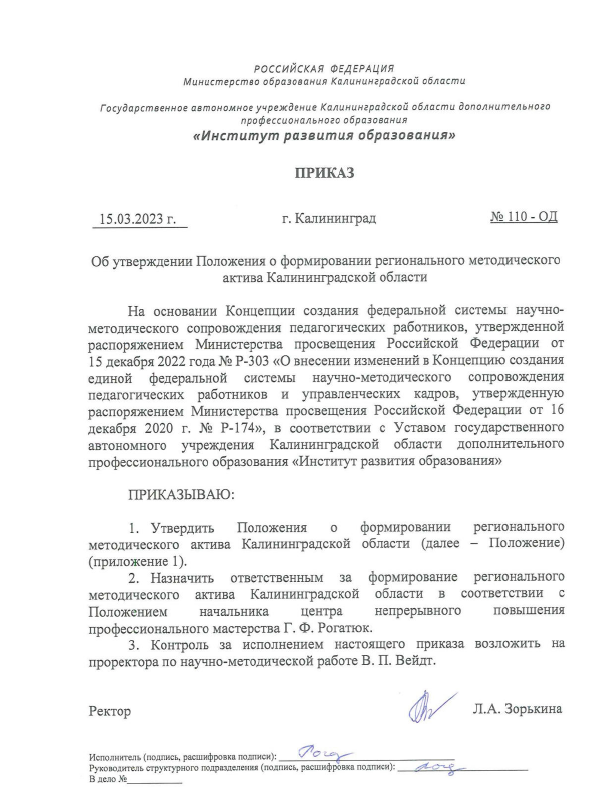 РОССИЙСКАЯ ФЕДЕРАЦИЯ
Министерство образования Калининградской области
Государственное автономное учреждение Калининградской области дополнительного
профессионального образования
«Институт развития образования»
ПРИКАЗ
15.03.2023 г. г. Калининград № 110 - ОД
Об утверждении Положения о формировании регионального методического
актива Калининградской области
На основании Концепции создания федеральной системы научно-
методического сопровождения педагогических работников, утвержденной
распоряжением Министерства просвещения Российской Федерации от
15 декабря 2022 года № Р-303 «О внесении изменений в Концепцию создания
единой федеральной системы научно-методического сопровождения
педагогических работников и управленческих кадров, утвержденную
распоряжением Министерства просвещения Российской Федерации от 16
декабря 2020 г. № Р-174», в соответствии с Уставом государственного
автономного учреждения Калининградской области дополнительного
профессионального образования «Институт развития образования»
ПРИКАЗЫВАЮ:
1. Утвердить Положения о формировании регионального
методического актива Калининградской области (далее – Положение)
(приложение 1).
2. Назначить ответственным за формирование регионального
методического актива Калининградской области в соответствии с
Положением начальника центра непрерывного повышения
профессионального мастерства Г. Ф. Рогатюк.
3. Контроль за исполнением настоящего приказа возложить на
проректора по научно-методической работе В. П. Вейдт.
Ректор Л.А. Зорькина
Исполнитель (подпись, расшифровка подписи):
Руководитель структурного подразделения (подпись, расшифровка подписи):
В дело №